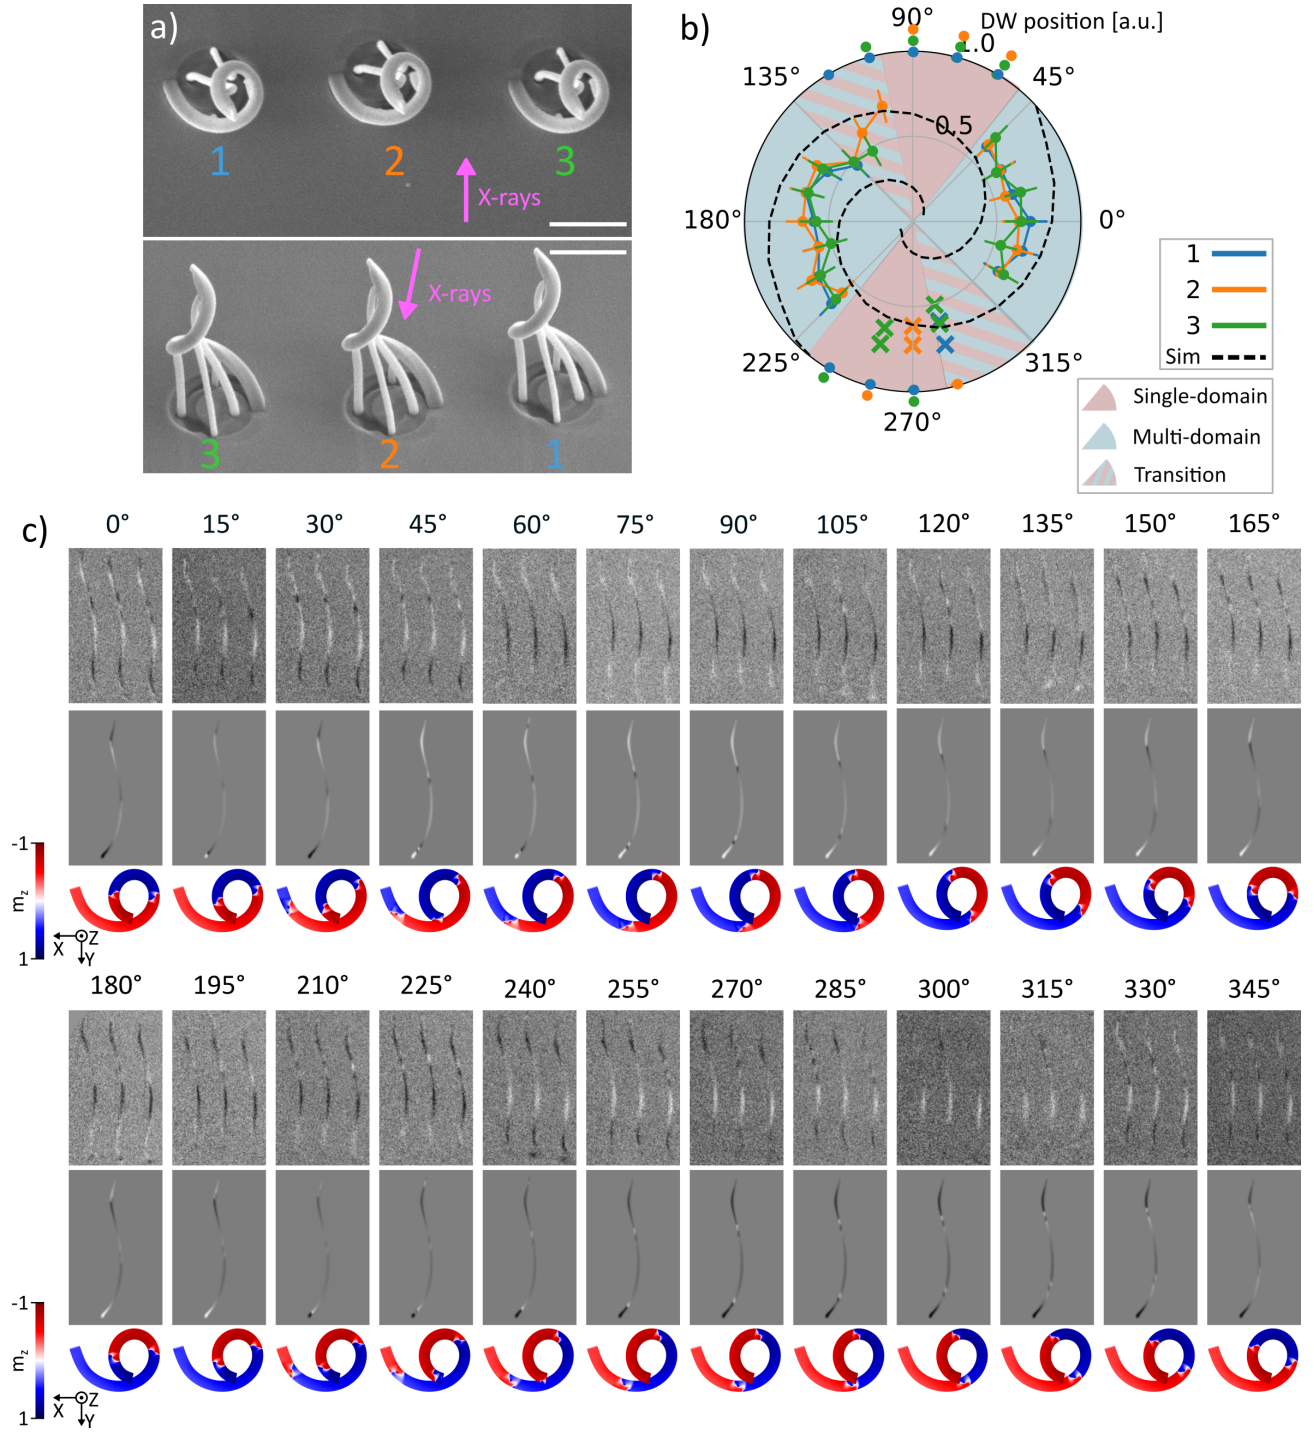 a)
1
2
3
X-rays
X-rays
3
2
1
b)
90°
DW position [a.u.]
1.0
135°
45°
0.5
180°
0°
225°
315°
270°
1
2
3
Sim
Single-domain
Multi-domain
Transition
c)
0° 15° 30° 45° 60° 75° 90° 105° 120° 135° 150° 165°
-1
m_z
1
X
Z
Y
180° 195° 210° 225° 240° 255° 270° 285° 300° 315° 330° 345°
-1
m_z
1
X
Z
Y